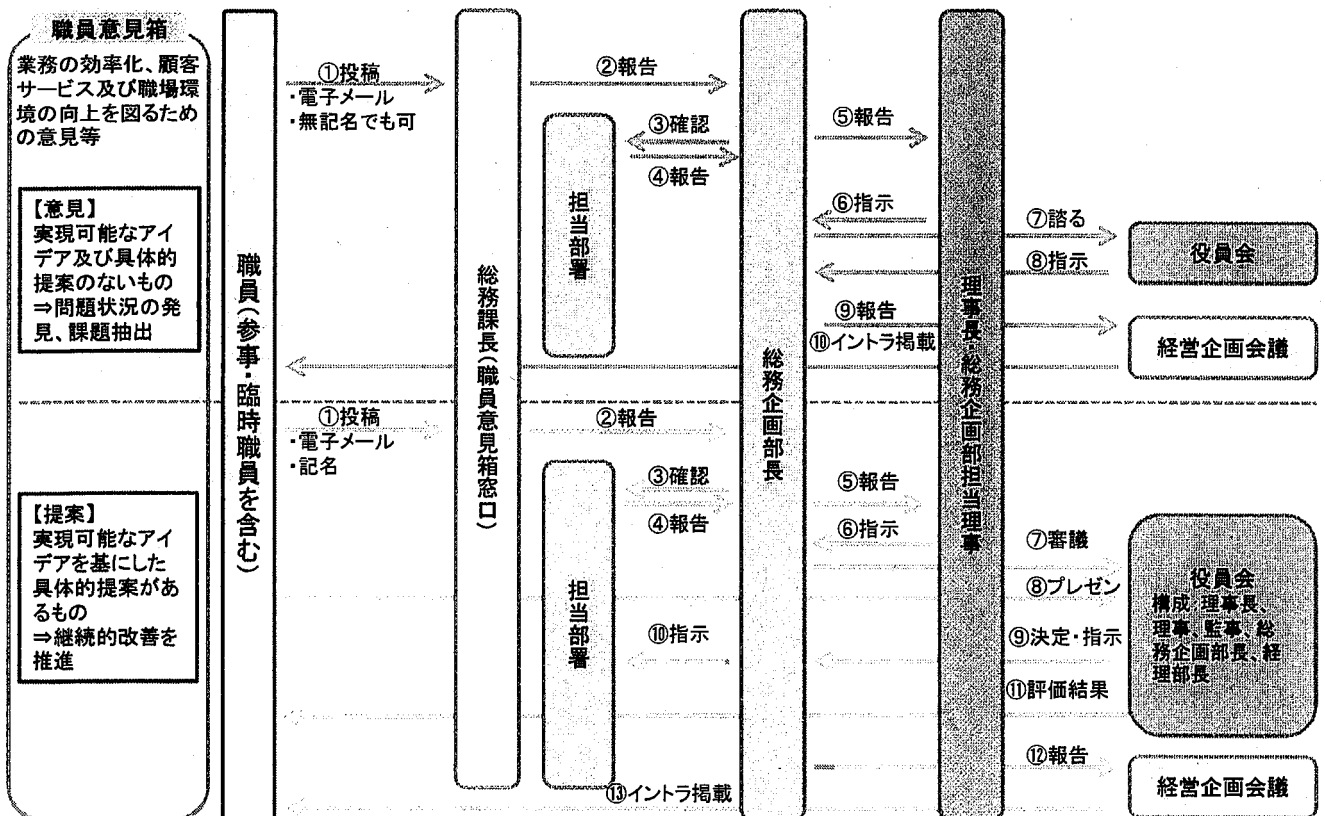 職員意見箱
業務の効率化、顧客
サービス及び職場環
境の向上を図るため
の意見等
【意見】
実現可能なアイ
デア及び具体的
提案のないもの
⇒問題状況の発
見、課題抽出
【提案】
実現可能なアイ
デアを基にした
具体的提案があ
るもの
⇒継続的改善を
推進
職員(参事・臨時職員を含む)
①投稿
・電子メール
・無記名でも可
総務課長(職員意見箱窓口)
②報告
③確認
④報告
担当部署
総務企画部長
⑤報告
⑥指示
理事長・総務企画部担当理事
⑦諮る
⑧指示
役員会
⑨報告
⑩イントラ掲載
経営企画会議
①投稿
・電子メール
・記名
②報告
③確認
④報告
担当部署
⑤報告
⑥指示
⑦審議
⑧プレゼン
⑨決定・指示
⑩指示
⑪評価結果
役員会
構成:理事長、
理事、監事、総
務企画部長、経
理部長
⑫報告
⑬イントラ掲載
経営企画会議